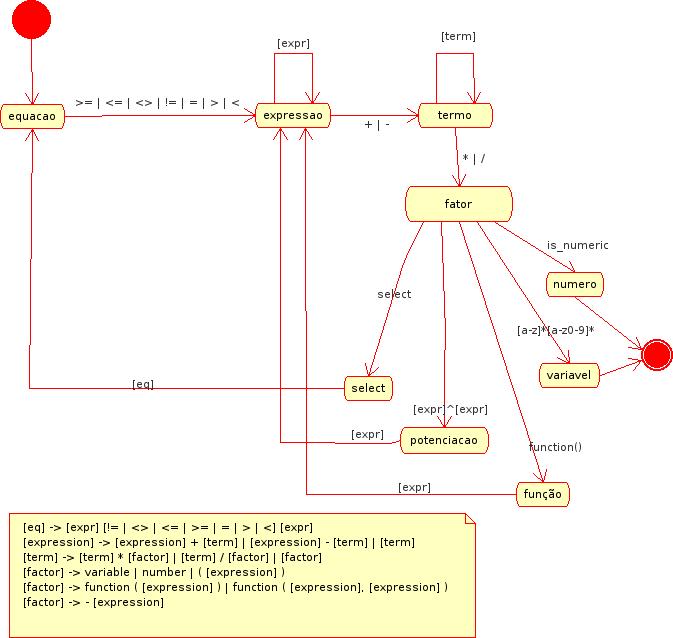 [expr]
[term]
>= | <= | <> | != | = | > | <
equacao
expressao
termo
+ | -
* | /
fator
is_numeric
numero
select
[a-z]*[a-z0-9]*
variavel
[eq]
select
[expr]^[expr]
[expr]
potenciacao
function()
[expr]
função
[eq] -> [expr] [!= | <> | <= | >= | = | > | <] [expr]
[expression] -> [expression] + [term] | [expression] - [term] | [term]
[term] -> [term] * [factor] | [term] / [factor] | [factor]
[factor] -> variable | number | ( [expression] )
[factor] -> function ( [expression] ) | function ( [expression], [expression] )
[factor] -> - [expression]